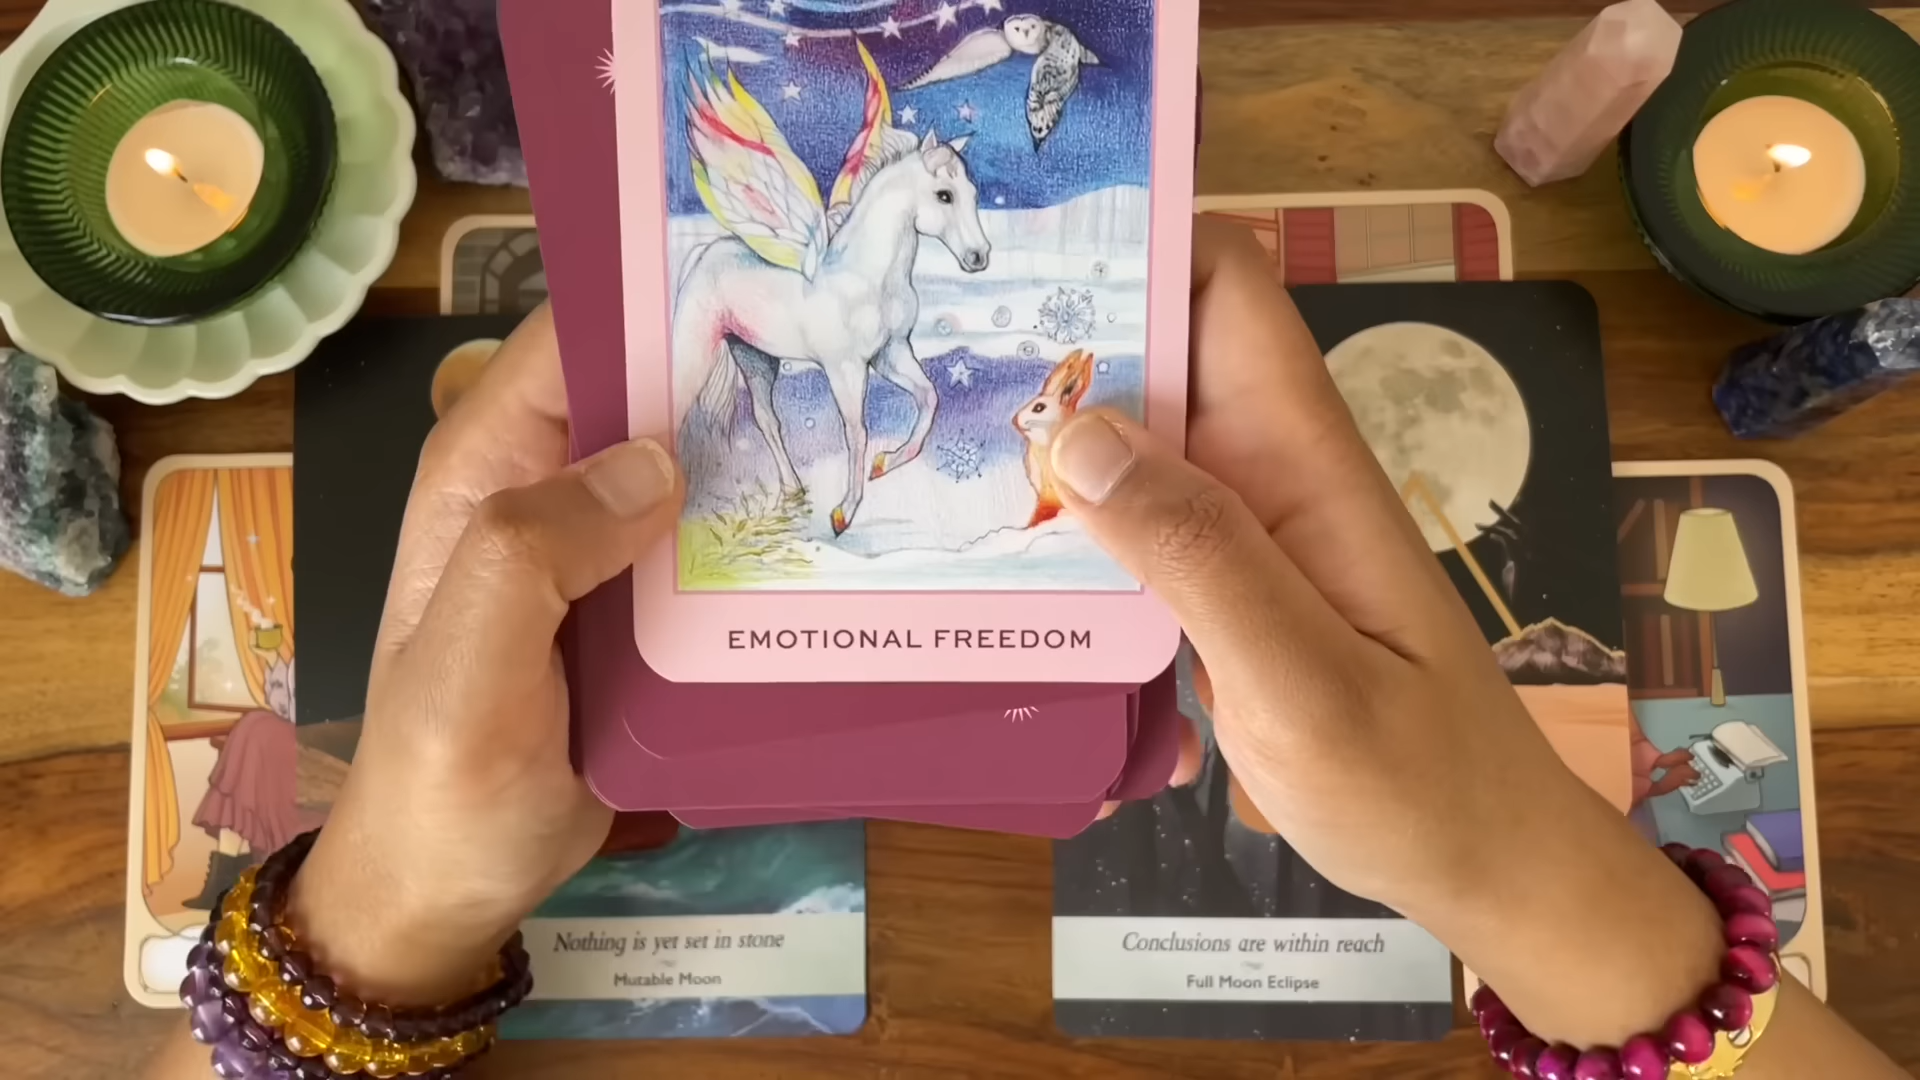 EMOTIONAL FREEDOM
Nothing is yet set in stone
Mutable Moon
Conclusions are within reach
Full Moon Eclipse